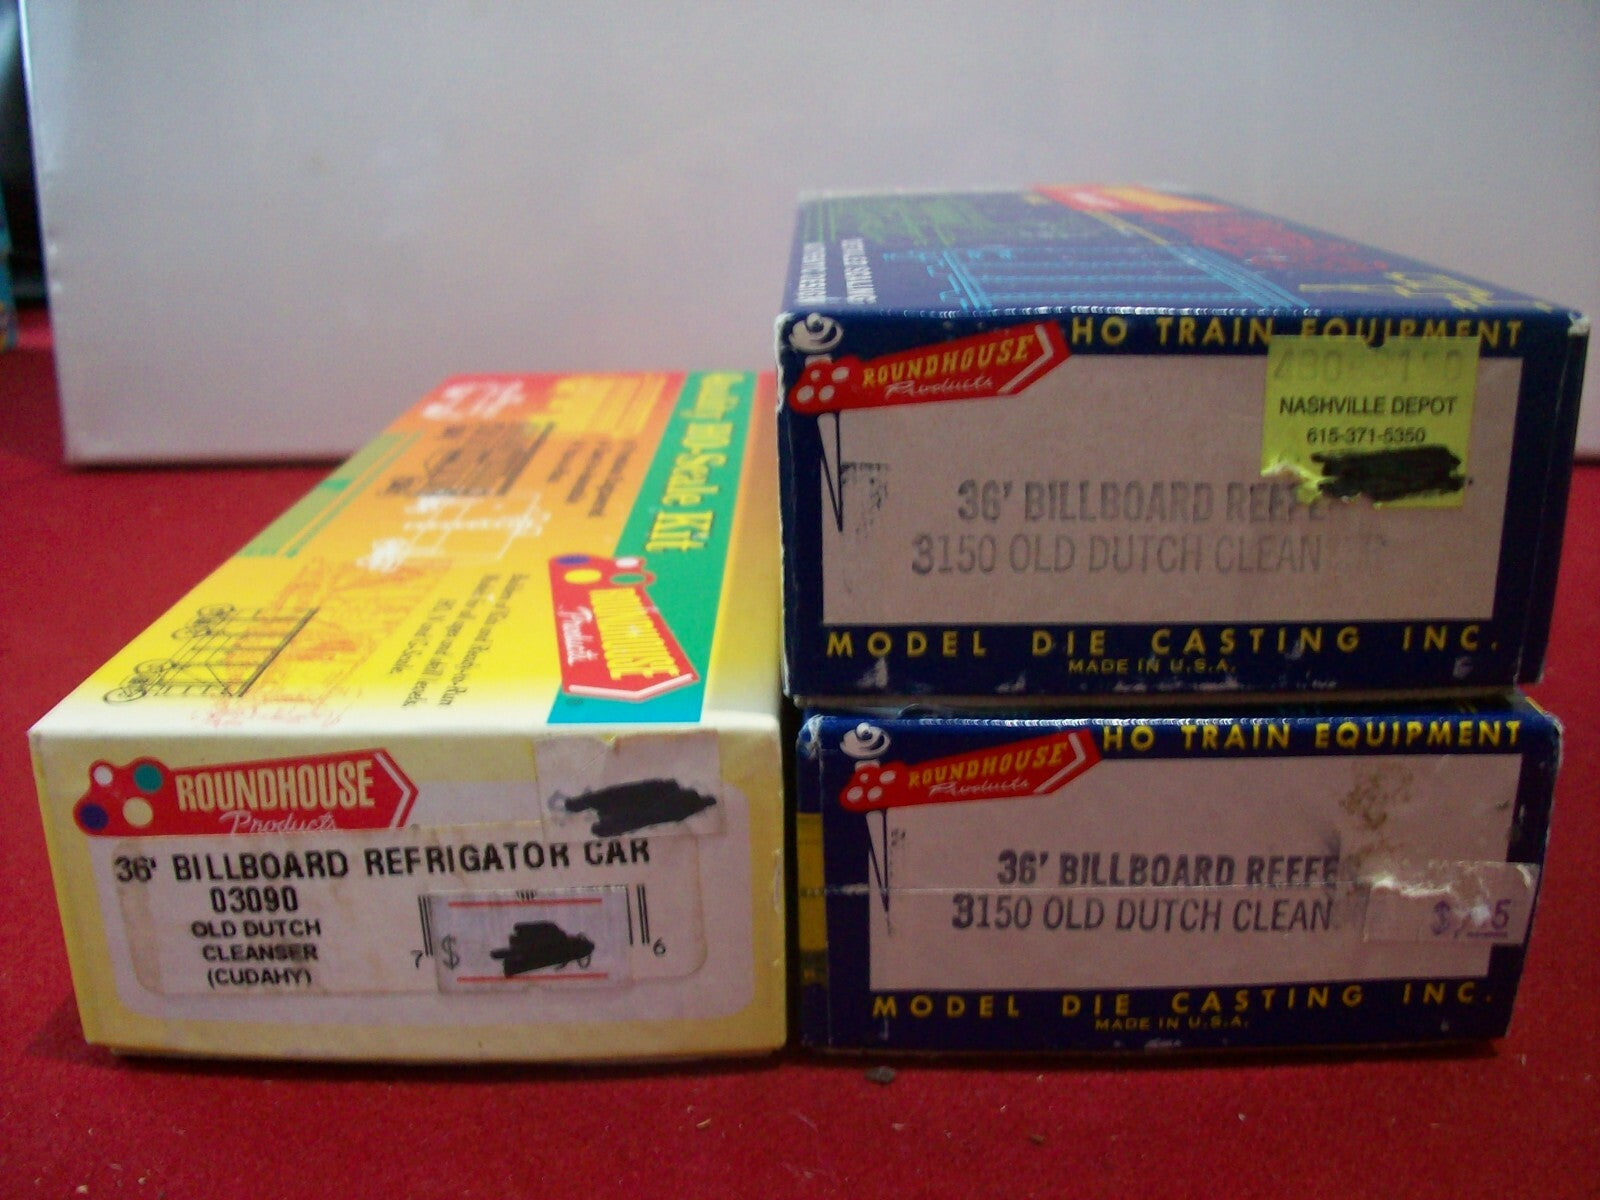 Quality HO-Scale Kit
ROUNDHOUSE
Products
ROUNDHOUSE
Products
36' BILLBOARD REFRIGATOR CAR
03090
OLD DUTCH
CLEANSER
(CUDAHY)
7 $ 6
HO TRAIN EQUIPMENT
ROUNDHOUSE
Products
NASHVILLE DEPOT
615-371-5350
36' BILLBOARD REEFE
3150 OLD DUTCH CLEAN
MODEL DIE CASTING INC.
MADE IN U.S.A.
HO TRAIN EQUIPMENT
ROUNDHOUSE
Products
36' BILLBOARD REEFE
3150 OLD DUTCH CLEAN
MODEL DIE CASTING INC.
MADE IN U.S.A.